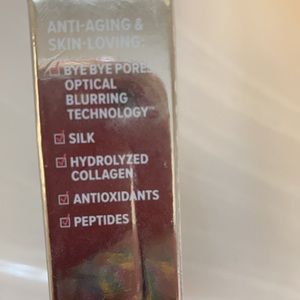 ANTI-AGING &
SKIN-LOVING:
BYE BYE PORES
OPTICAL
BLURRING
TECHNOLOGY™
SILK
HYDROLYZED
COLLAGEN
ANTIOXIDANTS
PEPTIDES